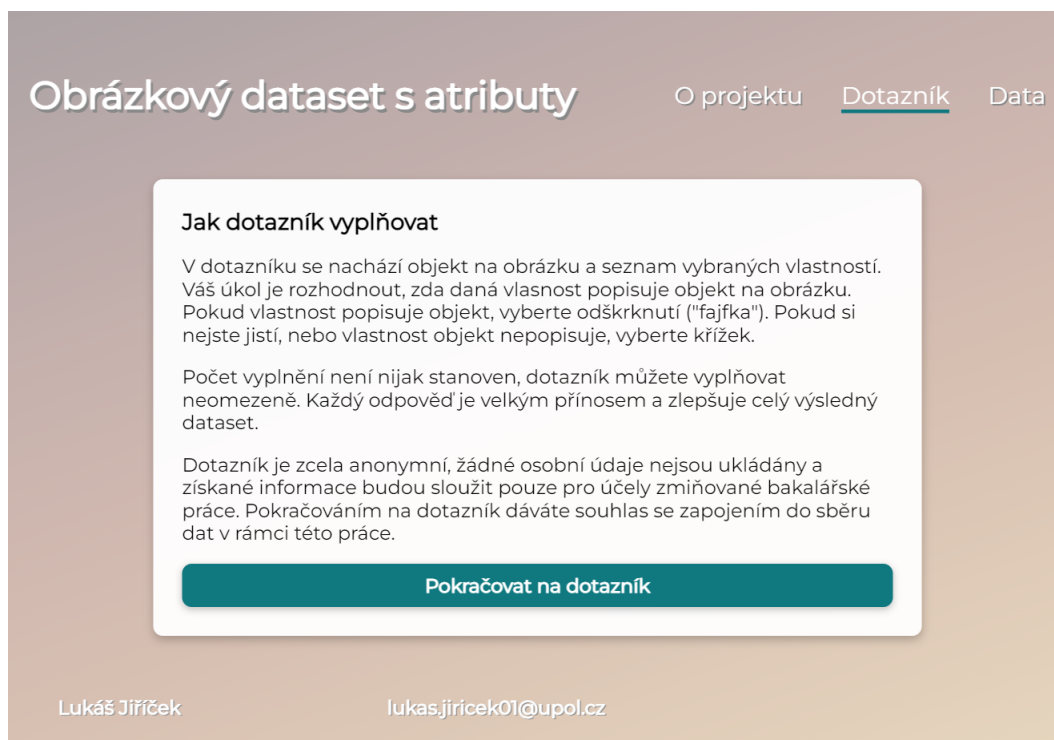 Obrázkový dataset s atributy
O projektu
Dotazník
Data
Jak dotazník vyplňovat
V dotazníku se nachází objekt na obrázku a seznam vybraných vlastností.
Váš úkol je rozhodnout, zda daná vlasnost popisuje objekt na obrázku.
Pokud vlastnost popisuje objekt, vyberte odškrknutí ("fajfka"). Pokud si
nejste jistí, nebo vlastnost objekt nepopisuje, vyberte křížek.
Počet vyplnění není nijak stanoven, dotazník můžete vyplňovat
neomezeně. Každý odpověď je velkým přínosem a zlepšuje celý výsledný
dataset.
Dotazník je zcela anonymní, žádné osobní údaje nejsou ukládány a
získané informace budou sloužit pouze pro účely zmiňované bakalářské
práce. Pokračováním na dotazník dáváte souhlas se zapojením do sběru
dat v rámci této práce.
Pokračovat na dotazník
Lukáš Jiříček
lukas.jiricek01@upol.cz